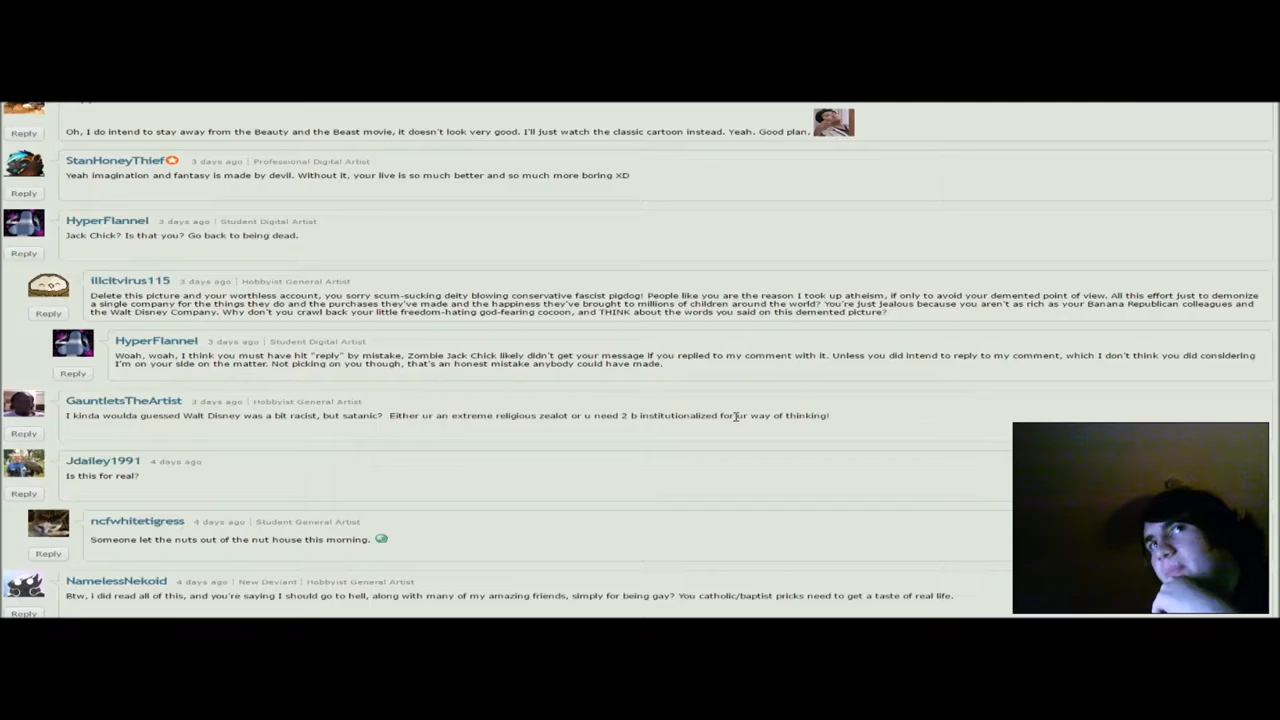 Oh, I do intend to stay away from the Beauty and the Beast movie, it doesn't look very good. I'll just watch the classic cartoon instead. Yeah. Good plan.
Reply
StanHoneyThief 3 days ago | Professional Digital Artist
Yeah imagination and fantasy is made by devil. Without it, your live is so much better and so much more boring XD
Reply
HyperFlannel 3 days ago | Student Digital Artist
Jack Chick? Is that you? Go back to being dead.
Reply
illcitvirus115 3 days ago | Hobbyist General Artist
Delete this picture and your worthless account, you sorry scum-sucking deity blowing conservative fascist pigdog! People like you are the reason I took up atheism, if only to avoid your demented point of view. All this effort just to demonize
a single company for the things they do and the purchases they've made and the happiness they've brought to millions of children around the world? You're just jealous because you aren't as rich as your Banana Republican colleagues and
the Walt Disney Company. Why don't you crawl back your little freedom-hating god-fearing cocoon, and THINK about the words you said on this demented picture?
Reply
HyperFlannel 3 days ago | Student Digital Artist
Woah, woah, I think you must have hit "reply" by mistake, Zombie Jack Chick likely didn't get your message if you replied to my comment with it. Unless you did intend to reply to my comment, which I don't think you did considering
I'm on your side on the matter. Not picking on you though, that's an honest mistake anybody could have made.
Reply
GauntletsTheArtist 3 days ago | Hobbyist General Artist
I kinda woulda guessed Walt Disney was a bit racist, but satanic? Either ur an extreme religious zealot or u need 2 b institutionalized for ur way of thinking!
Reply
Jdailey1991 4 days ago
Is this for real?
Reply
ncfwhitetigress 4 days ago | Student General Artist
Someone let the nuts out of the nut house this morning.
Reply
NamelessNekoid 4 days ago | New Deviant | Hobbyist General Artist
Btw, i did read all of this, and you're saying I should go to hell, along with many of my amazing friends, simply for being gay? You catholic/baptist pricks need to get a taste of real life.
Reply